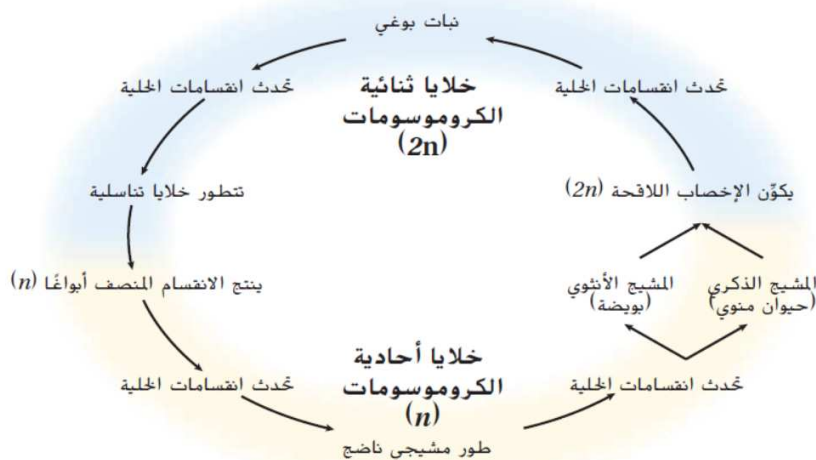 نبات بوغي
تحدث انقسامات الخلية
تحدث انقسامات الخلية
خلايا ثنائية
الكروموسومات
(2n)
يكوّن الإخصاب اللاقحة (2n)
تتطور خلايا تناسلية
المشيج الذكري
(حيوان منوي)
المشيج الأنثوي
(بويضة)
ينتج الانقسام المنصف أبواغًا (n)
خلايا أحادية
الكروموسومات
(n)
تحدث انقسامات الخلية
تحدث انقسامات الخلية
طور مشيجي ناضج